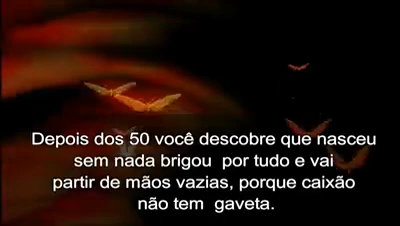 Depois dos 50 você descobre que nasceu
sem nada brigou por tudo e vai
partir de mãos vazias, porque caixão
não tem gaveta.